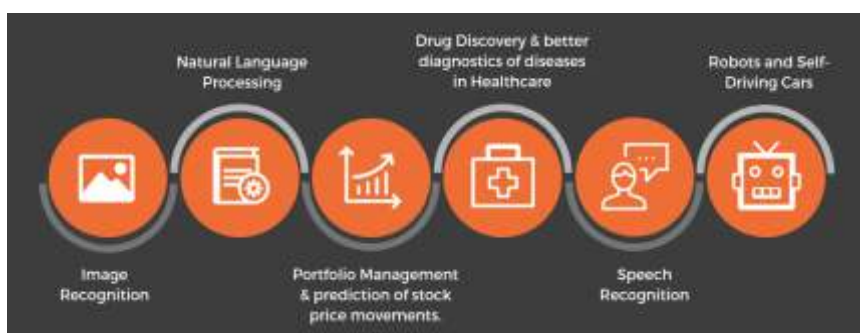 Natural Language
Processing
Drug Discovery & better
diagnostics of diseases
in Healthcare
Robots and Self-
Driving Cars
Image
Recognition
Portfolio Management
& prediction of stock
price movements.
Speech
Recognition